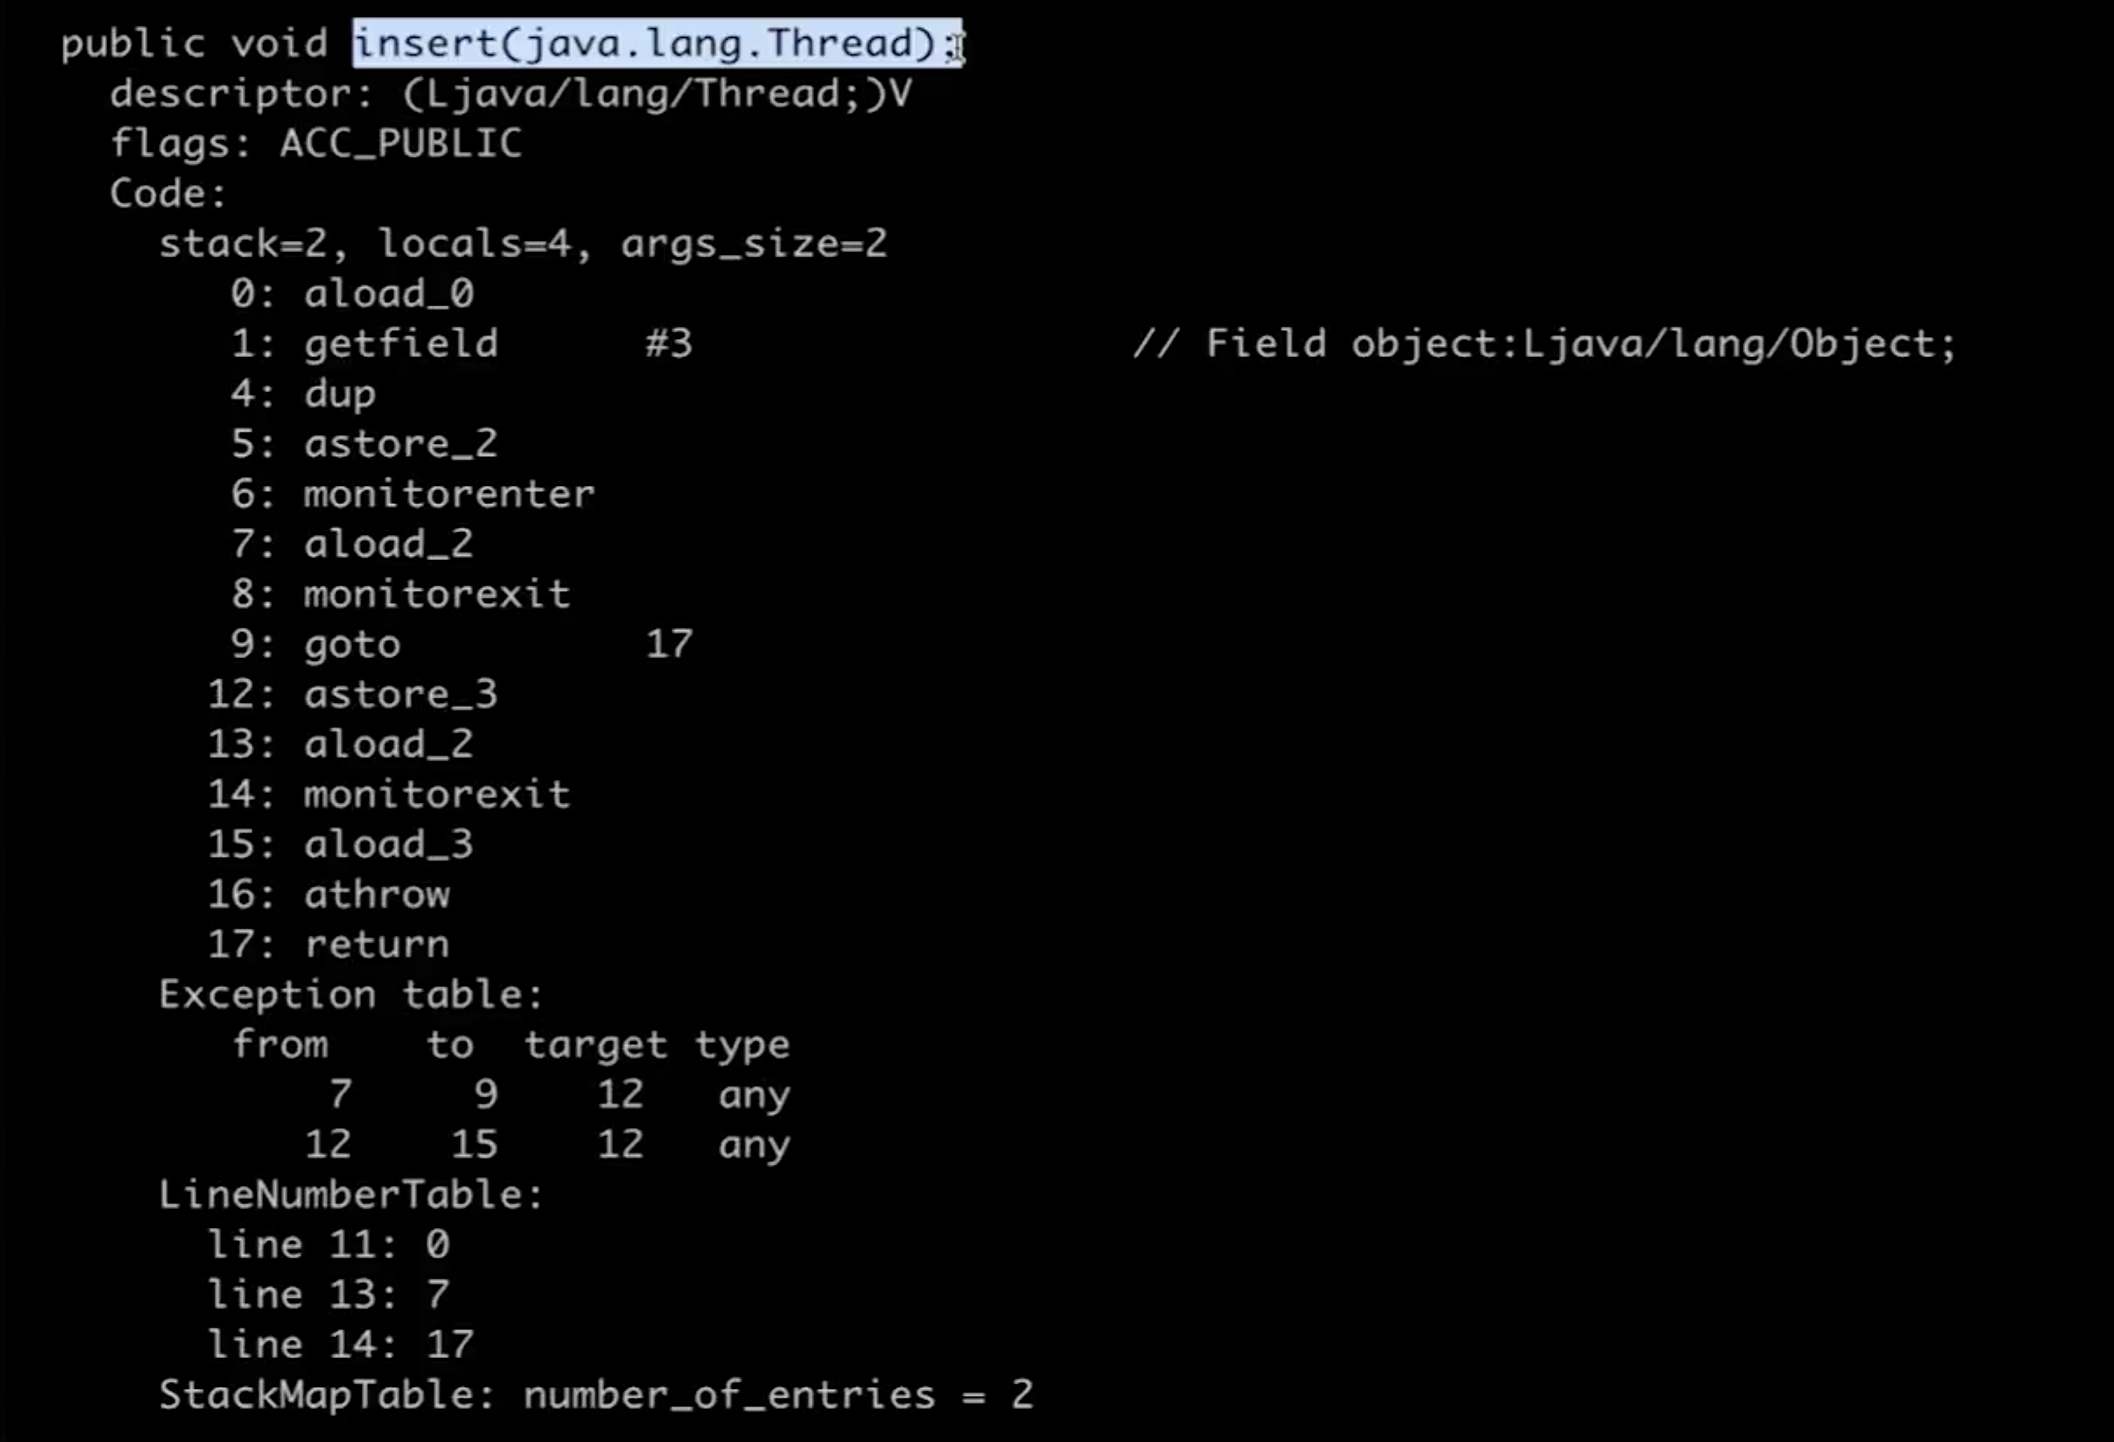 public void insert(java.lang.Thread);
descriptor: (Ljava/lang/Thread;)V
flags: ACC_PUBLIC
Code:
stack=2, locals=4, args_size=2
0: aload_0
1: getfield #3 // Field object:Ljava/lang/Object;
4: dup
5: astore_2
6: monitorenter
7: aload_2
8: monitorexit
9: goto 17
12: astore_3
13: aload_2
14: monitorexit
15: aload_3
16: athrow
17: return
Exception table:
from to target type
7 9 12 any
12 15 12 any
LineNumberTable:
line 11: 0
line 13: 7
line 14: 17
StackMapTable: number_of_entries = 2